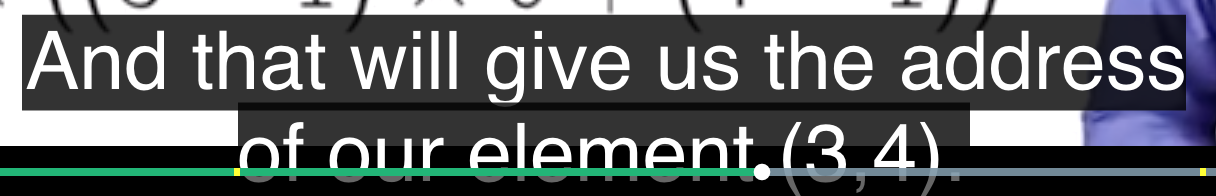 And that will give us the address
of our element.(3,4).